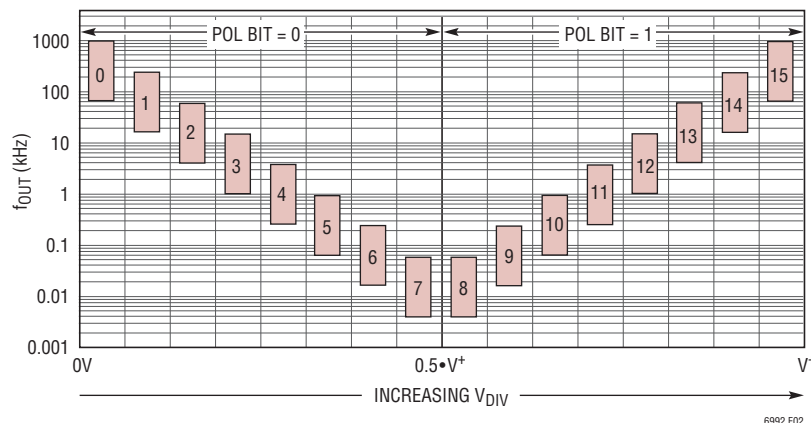 POL BIT = 0
POL BIT = 1
1000
100
10
1
0.1
0.01
0.001
fOUT (kHz)
0
1
2
3
4
5
6
7
8
9
10
11
12
13
14
15
0V
0.5•V+
V+
INCREASING VDIV
6992 F02